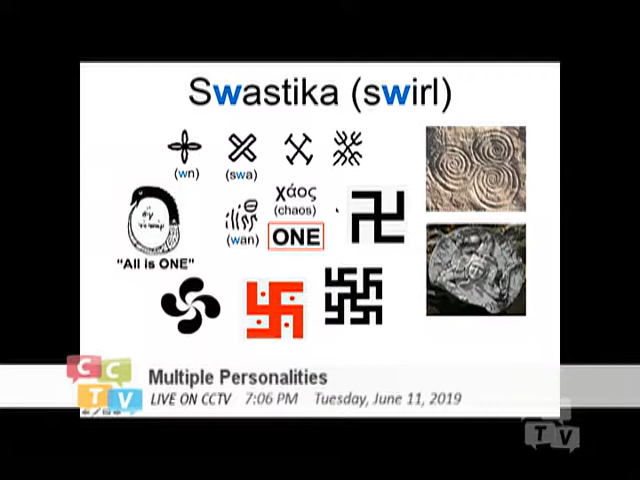 Swastika (swirl)
(wn)
(swa)
χάος
(chaos)
(wan)
ONE
"All is ONE"
CCTV
Multiple Personalities
LIVE ON CCTV 7:06 PM Tuesday, June 11, 2019
TV